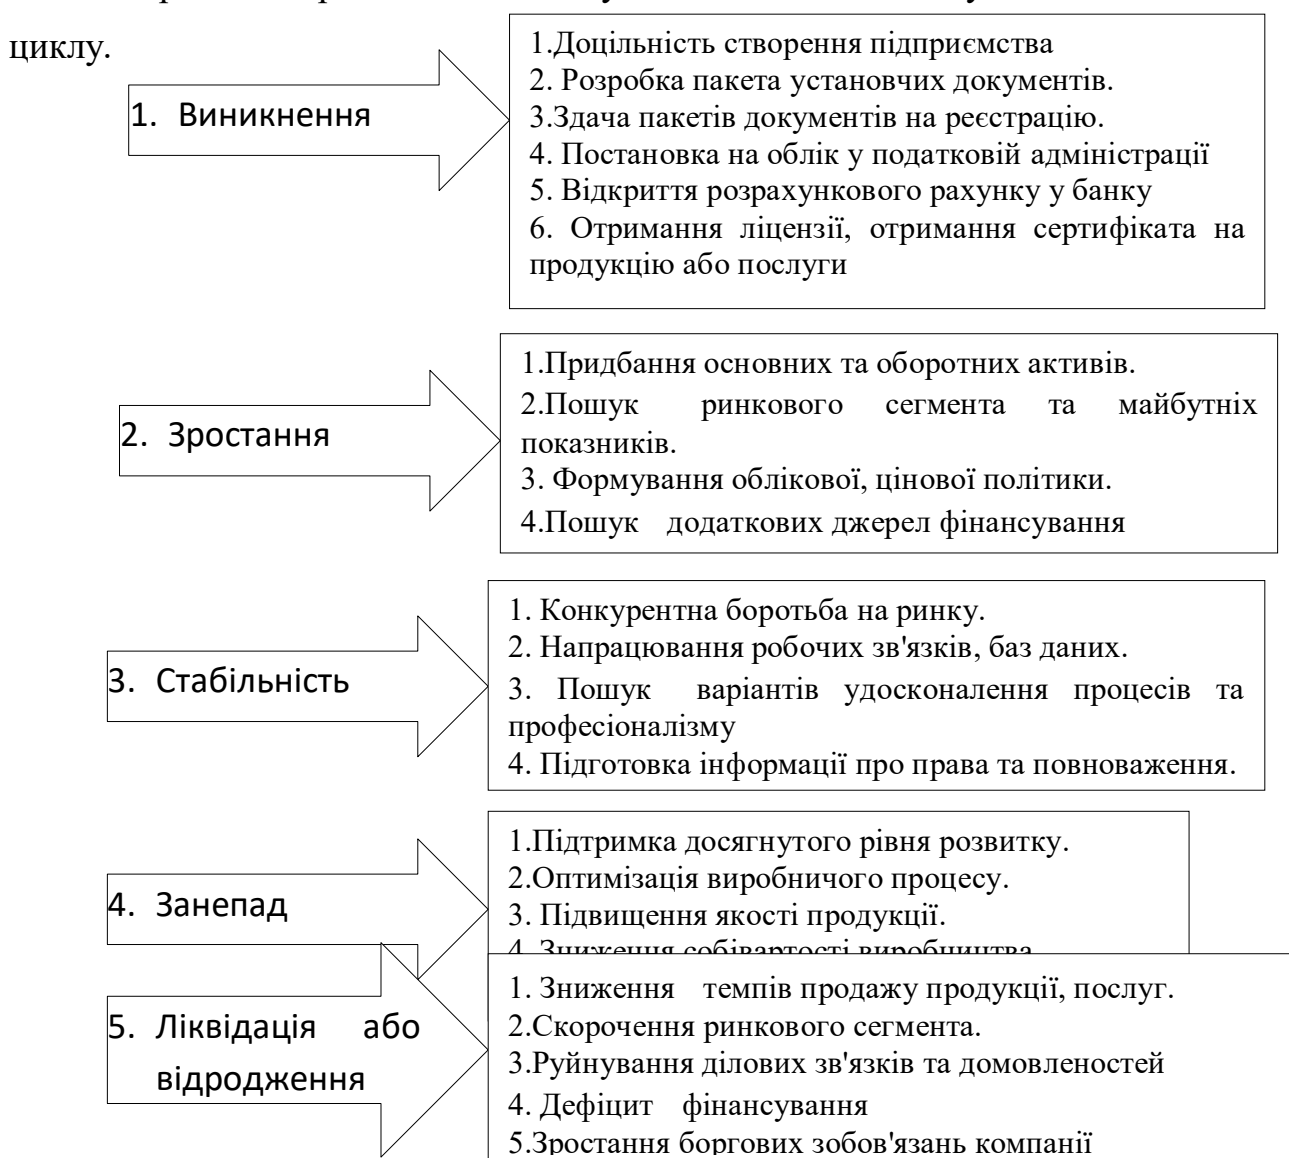 циклу.
1. Виникнення
1.Доцільність створення підприємства
2. Розробка пакета установчих документів.
3.Здача пакетів документів на реєстрацію.
4. Постановка на облік у податковій адміністрації
5. Відкриття розрахункового рахунку у банку
6. Отримання ліцензії, отримання сертифіката на
продукцію або послуги
2. Зростання
1.Придбання основних та оборотних активів.
2.Пошук ринкового сегмента та майбутніх
показників.
3. Формування облікової, цінової політики.
4.Пошук додаткових джерел фінансування
3. Стабільність
1. Конкурентна боротьба на ринку.
2. Напрацювання робочих зв'язків, баз даних.
3. Пошук варіантів удосконалення процесів та
професіоналізму
4. Підготовка інформації про права та повноваження.
4. Занепад
1.Підтримка досягнутого рівня розвитку.
2.Оптимізація виробничого процесу.
3. Підвищення якості продукції.
4. Зниження собівартості виробництва
5. Ліквідація або
відродження
1. Зниження темпів продажу продукції, послуг.
2.Скорочення ринкового сегмента.
3.Руйнування ділових зв'язків та домовленостей
4. Дефіцит фінансування
5.Зростання боргових зобов'язань компанії